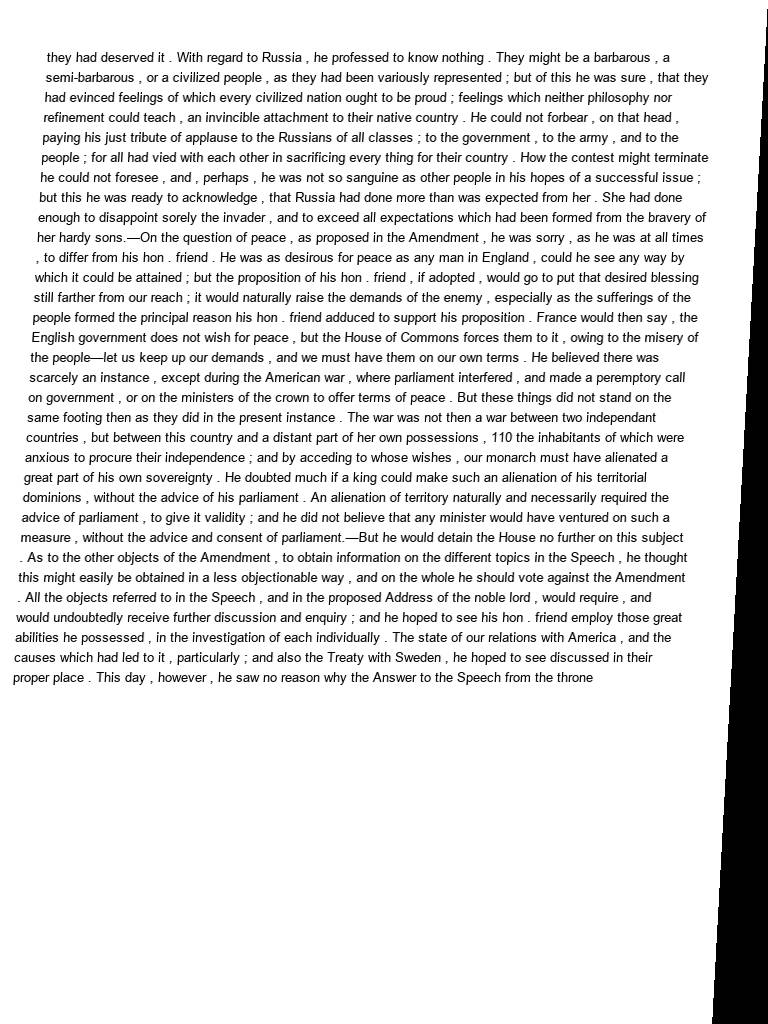 they had deserved it . With regard to Russia , he professed to know nothing . They might be a barbarous , a
semi-barbarous , or a civilized people , as they had been variously represented ; but of this he was sure , that they
had evinced feelings of which every civilized nation ought to be proud ; feelings which neither philosophy nor
refinement could teach , an invincible attachment to their native country . He could not forbear , on that head ,
paying his just tribute of applause to the Russians of all classes ; to the government , to the army , and to the
people ; for all had vied with each other in sacrificing every thing for their country . How the contest might terminate
he could not foresee , and , perhaps , he was not so sanguine as other people in his hopes of a successful issue ;
but this he was ready to acknowledge , that Russia had done more than was expected from her . She had done
enough to disappoint sorely the invader , and to exceed all expectations which had been formed from the bravery of
her hardy sons.—On the question of peace , as proposed in the Amendment , he was sorry , as he was at all times
, to differ from his hon . friend . He was as desirous for peace as any man in England , could he see any way by
which it could be attained ; but the proposition of his hon . friend , if adopted , would go to put that desired blessing
still farther from our reach ; it would naturally raise the demands of the enemy , especially as the sufferings of the
people formed the principal reason his hon . friend adduced to support his proposition . France would then say , the
English government does not wish for peace , but the House of Commons forces them to it , owing to the misery of
the people—let us keep up our demands , and we must have them on our own terms . He believed there was
scarcely an instance , except during the American war , where parliament interfered , and made a peremptory call
on government , or on the ministers of the crown to offer terms of peace . But these things did not stand on the
same footing then as they did in the present instance . The war was not then a war between two independant
countries , but between this country and a distant part of her own possessions , 110 the inhabitants of which were
anxious to procure their independence ; and by acceding to whose wishes , our monarch must have alienated a
great part of his own sovereignty . He doubted much if a king could make such an alienation of his territorial
dominions , without the advice of his parliament . An alienation of territory naturally and necessarily required the
advice of parliament , to give it validity ; and he did not believe that any minister would have ventured on such a
measure , without the advice and consent of parliament.—But he would detain the House no further on this subject
. As to the other objects of the Amendment , to obtain information on the different topics in the Speech , he thought
this might easily be obtained in a less objectionable way , and on the whole he should vote against the Amendment
. All the objects referred to in the Speech , and in the proposed Address of the noble lord , would require , and
would undoubtedly receive further discussion and enquiry ; and he hoped to see his hon . friend employ those great
abilities he possessed , in the investigation of each individually . The state of our relations with America , and the
causes which had led to it , particularly ; and also the Treaty with Sweden , he hoped to see discussed in their
proper place . This day , however , he saw no reason why the Answer to the Speech from the throne